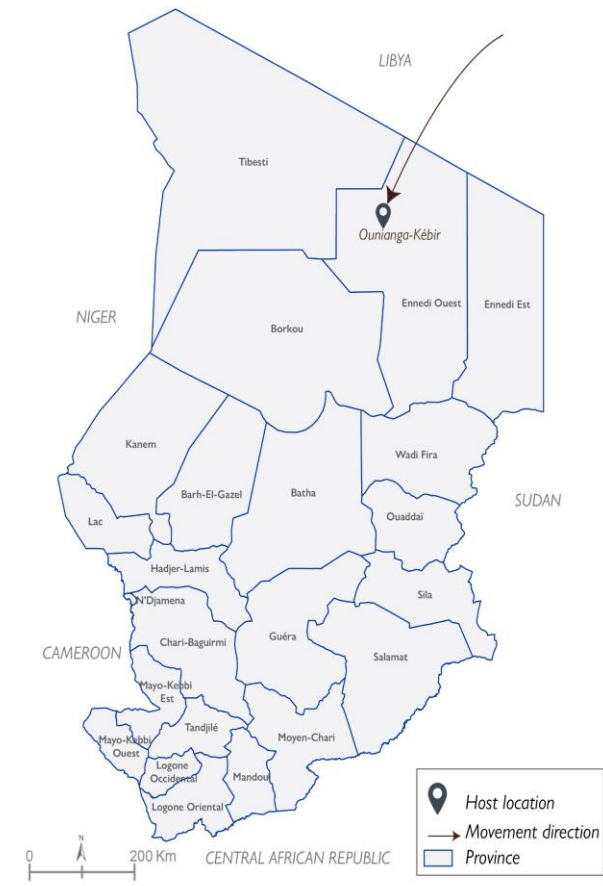 LIBYA
Tibesti
Ounianga-Kébir
Ennedi Ouest
Ennedi Est
NIGER
Borkou
Kanem
Wadi Fira
Barh-El-Gazel
Batha
SUDAN
Lac
Ouaddaï
Hadjer-Lamis
Sila
N'Djamena
Chari-Baguirmi
Guéra
CAMEROON
Salamat
Mayo-Kebbi
Est
Tandjilé
Moyen-Chari
Mayo-Kebbi
Ouest
Logone
Occidental
Mandoul
Logone Oriental
Host location
Movement direction
Province
N
0 200 Km
CENTRAL AFRICAN REPUBLIC